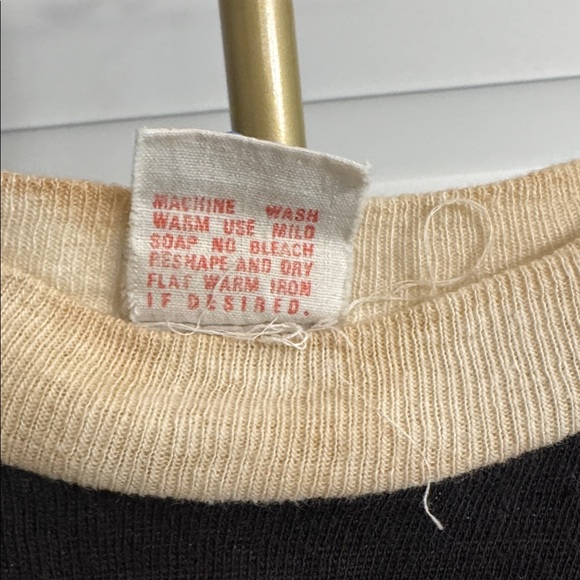 MACHINE WASH
WARM USE MILD
SOAP NO BLEACH
RESHAPE AND DRY
FLAT WARM IRON
IF DESIRED.